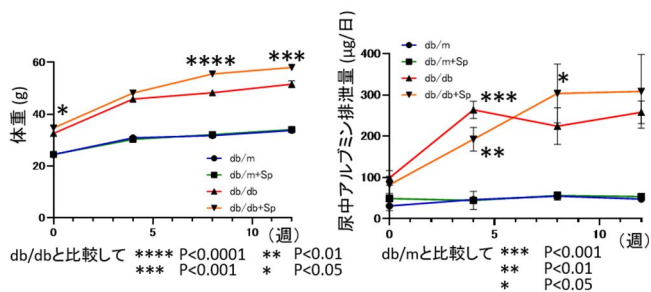 体重 (g)
60
40
20
0
0
5
10
(週)
*
****
***
db/m
db/m+Sp
db/db
db/db+Sp
db/dbと比較して **** P<0.0001 ** P<0.01
*** P<0.001 * P<0.05
尿中アルブミン排泄量 (μg/日)
400
300
200
100
0
0
5
10
(週)
***
**
*
db/m
db/m+Sp
db/db
db/db+Sp
db/mと比較して *** P<0.001
** P<0.01
* P<0.05